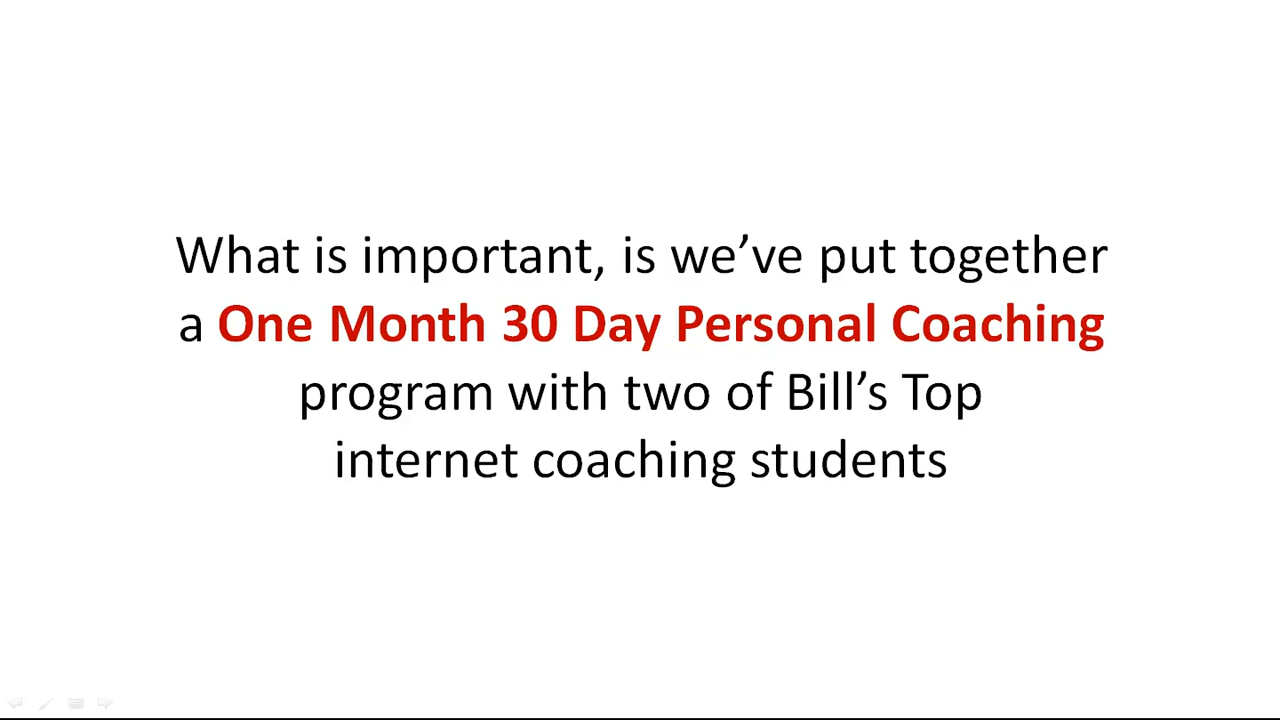 What is important, is we’ve put together
a One Month 30 Day Personal Coaching
program with two of Bill’s Top
internet coaching students